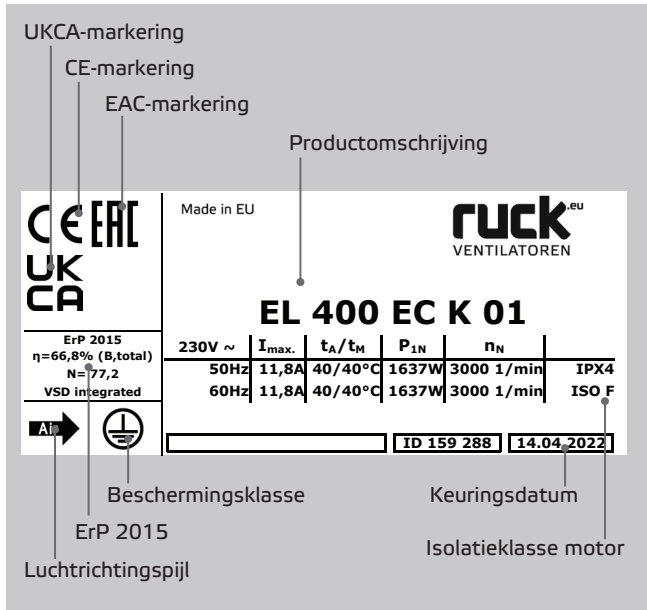 UKCA-markering
CE-markering
EAC-markering
Productomschrijving
CE EAC
UK
CA
Made in EU
ruck.eu
VENTILATOREN
EL 400 EC K 01
ErP 2015
η=66,8% (B,total)
N= 77,2
VSD integrated
230V ~ Imax. tA/tM P1N nN
50Hz 11,8A 40/40°C 1637W 3000 1/min IPX4
60Hz 11,8A 40/40°C 1637W 3000 1/min ISO F
Air
ID 159 288 14.04.2022
Beschermingsklasse
Keuringsdatum
ErP 2015
Isolatieklasse motor
Luchtrichtingspijl